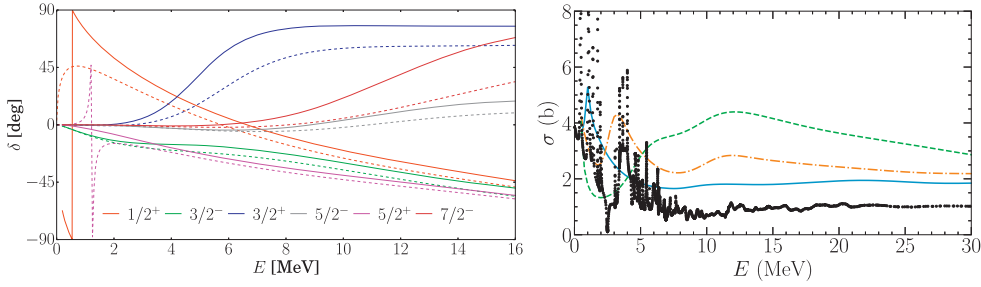 90
45
0
−45
−90
δ [deg]
1/2⁺ 3/2⁻ 3/2⁺ 5/2⁻ 5/2⁺ 7/2⁻
0 2 4 6 8 10 12 14 16
E [MeV]
8
6
4
2
0
σ (b)
0 5 10 15 20 25 30
E (MeV)